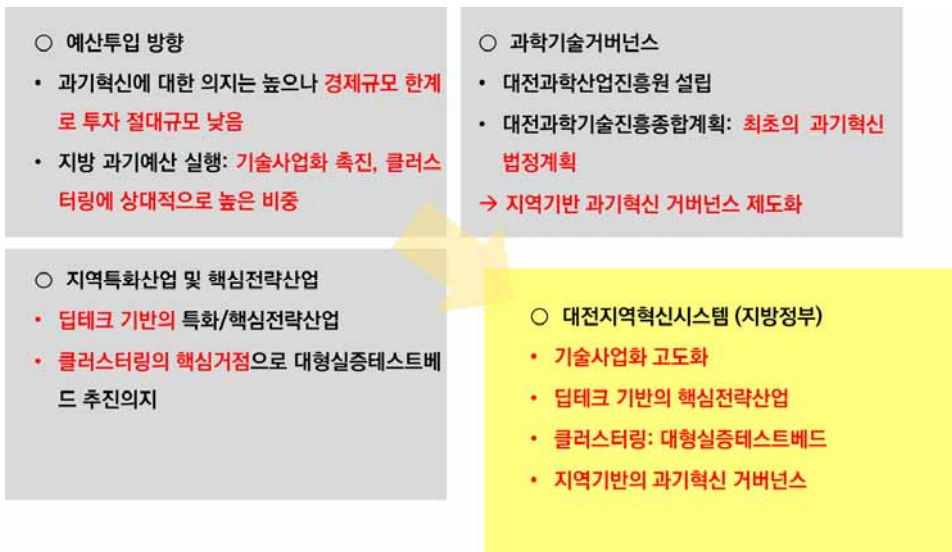 ○ 예산투입 방향
• 과기혁신에 대한 의지는 높으나 경제규모 한계
로 투자 절대규모 낮음
• 지방 과기예산 실행: 기술사업화 촉진, 클러스
터링에 상대적으로 높은 비중
○ 과학기술거버넌스
• 대전과학산업진흥원 설립
• 대전과학기술진흥종합계획: 최초의 과기혁신
법정계획
→ 지역기반 과기혁신 거버넌스 제도화
○ 지역특화산업 및 핵심전략산업
• 딥테크 기반의 특화/핵심전략산업
• 클러스터링의 핵심거점으로 대형실증테스트베
드 추진의지
○ 대전지역혁신시스템 (지방정부)
• 기술사업화 고도화
• 딥테크 기반의 핵심전략산업
• 클러스터링: 대형실증테스트베드
• 지역기반의 과기혁신 거버넌스